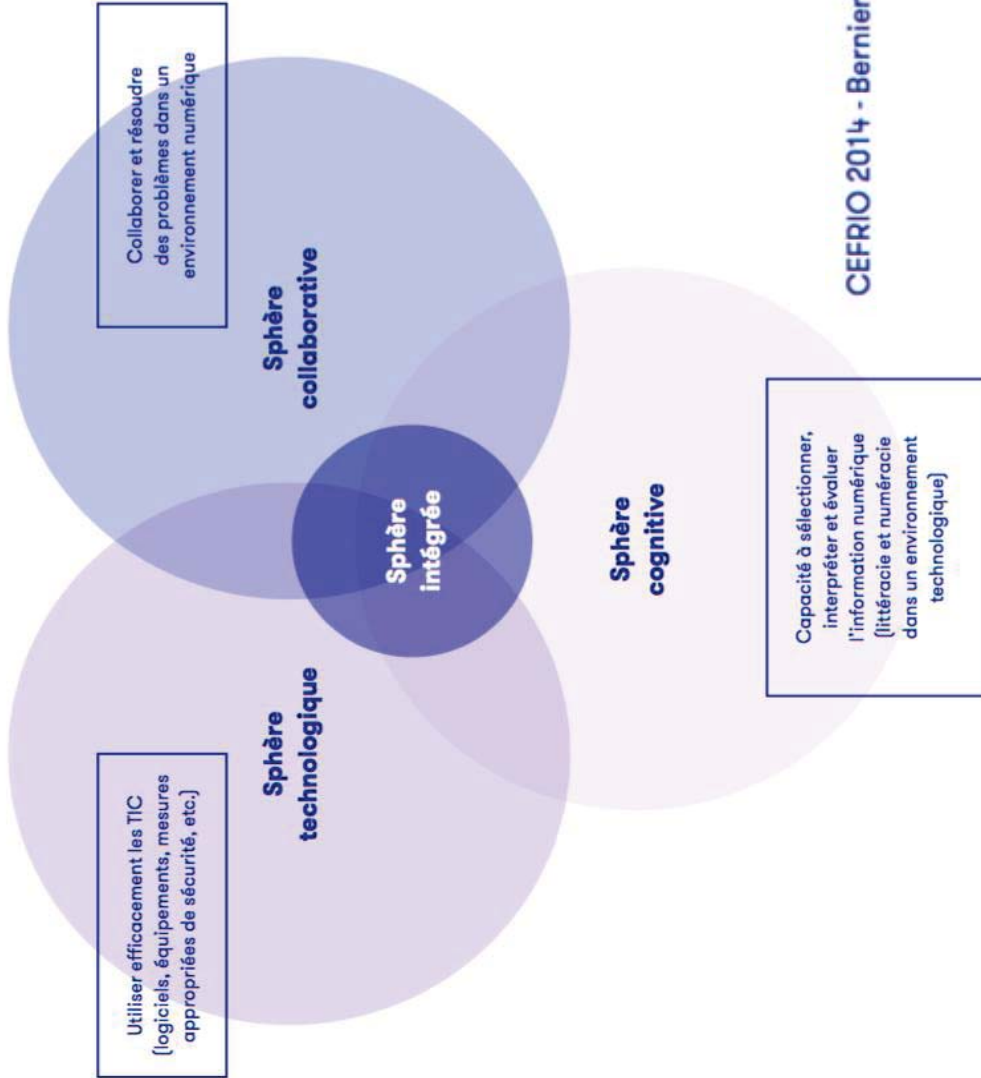 Utiliser efficacement les TIC
(logiciels, équipements, mesures
appropriées de sécurité, etc.)
Collaborer et résoudre
des problèmes dans un
environnement numérique
Sphère
technologique
Sphère
collaborative
Sphère
intégrée
Sphère
cognitive
Capacité à sélectionner,
interpréter et évaluer
l'information numérique
(littéracie et numéracie
dans un environnement
technologique)
CEFRIO 2014 - Bernier